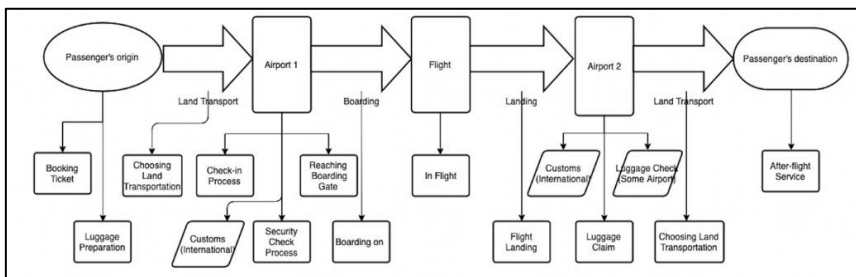 Passenger's origin
Airport 1
Flight
Airport 2
Passenger's destination
Land Transport
Boarding
Landing
Land Transport
Booking
Ticket
Choosing
Land
Transportation
Check-in
Process
Reaching
Boarding
Gate
In Flight
Customs
(International)
Luggage Check
(Some Airport)
After-flight
Service
Luggage
Preparation
Customs
(International)
Security
Check
Process
Boarding on
Flight
Landing
Luggage
Claim
Choosing Land
Transportation